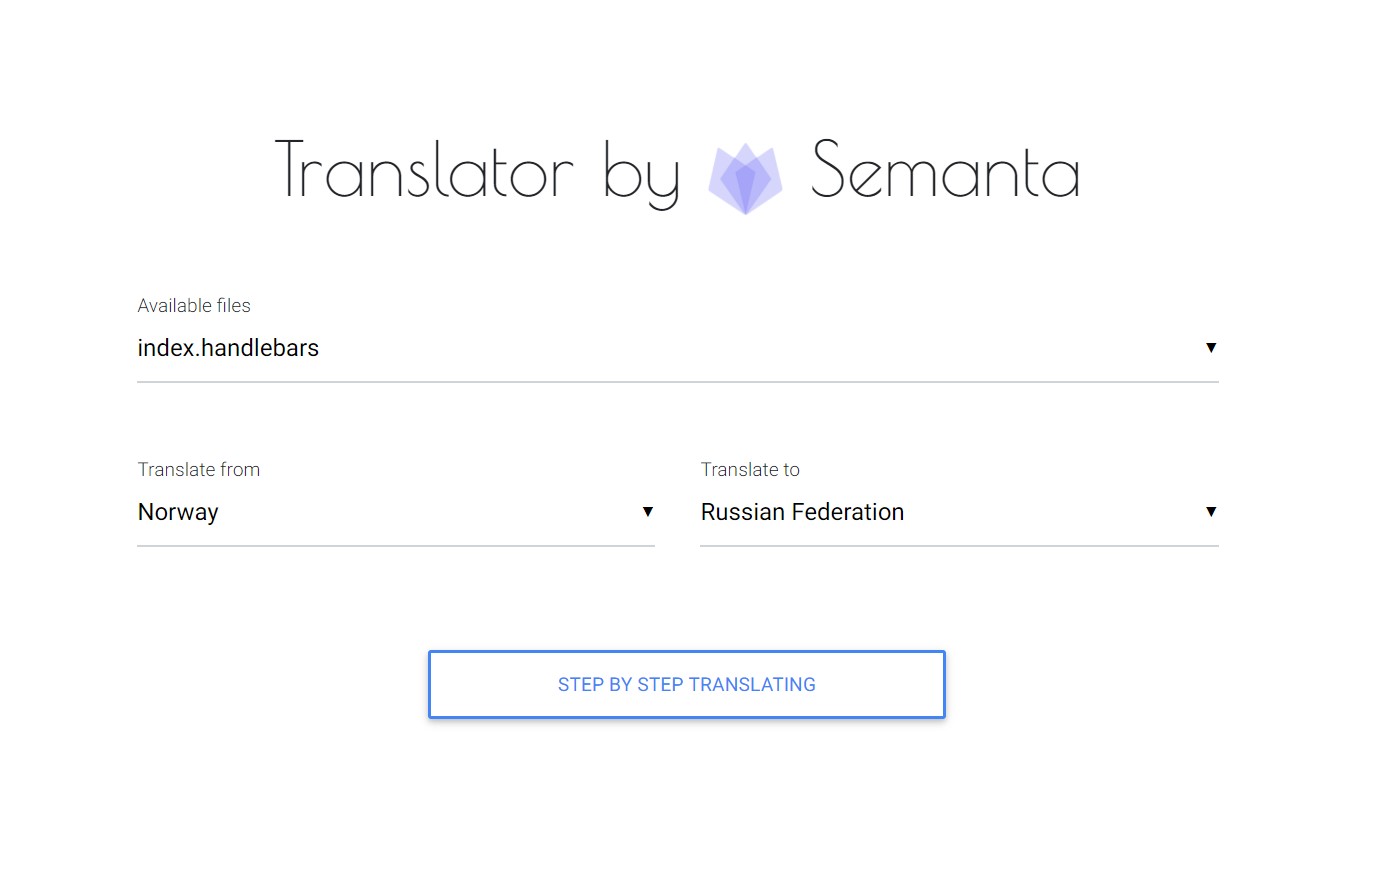 Translator by Semanta
Available files
index.handlebars
Translate from
Norway
Translate to
Russian Federation
STEP BY STEP TRANSLATING